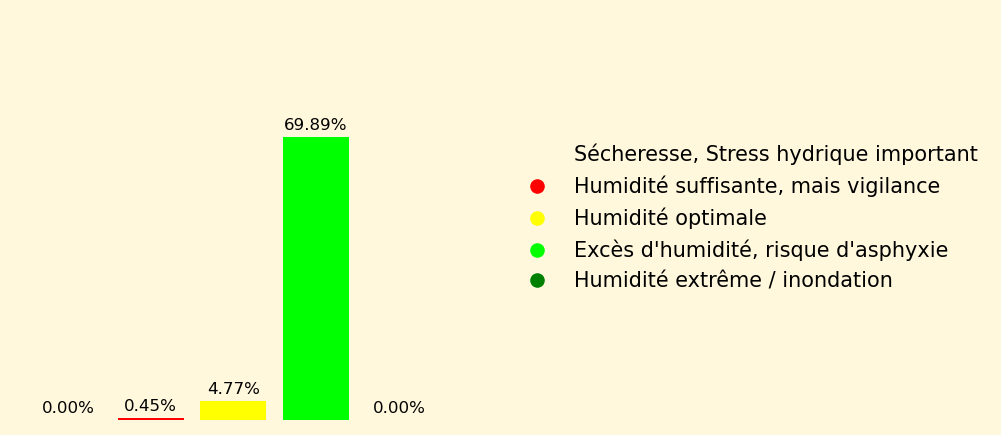 69.89%
4.77%
0.45%
0.00%
0.00%
Sécheresse, Stress hydrique important
Humidité suffisante, mais vigilance
Humidité optimale
Excès d'humidité, risque d'asphyxie
Humidité extrême / inondation